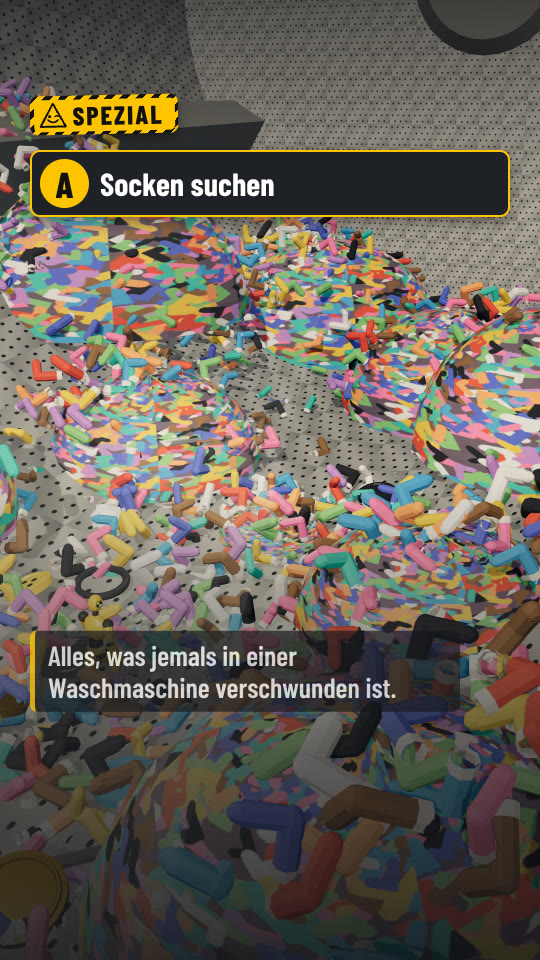 SPEZIAL
A Socken suchen
Alles, was jemals in einer
Waschmaschine verschwunden ist.